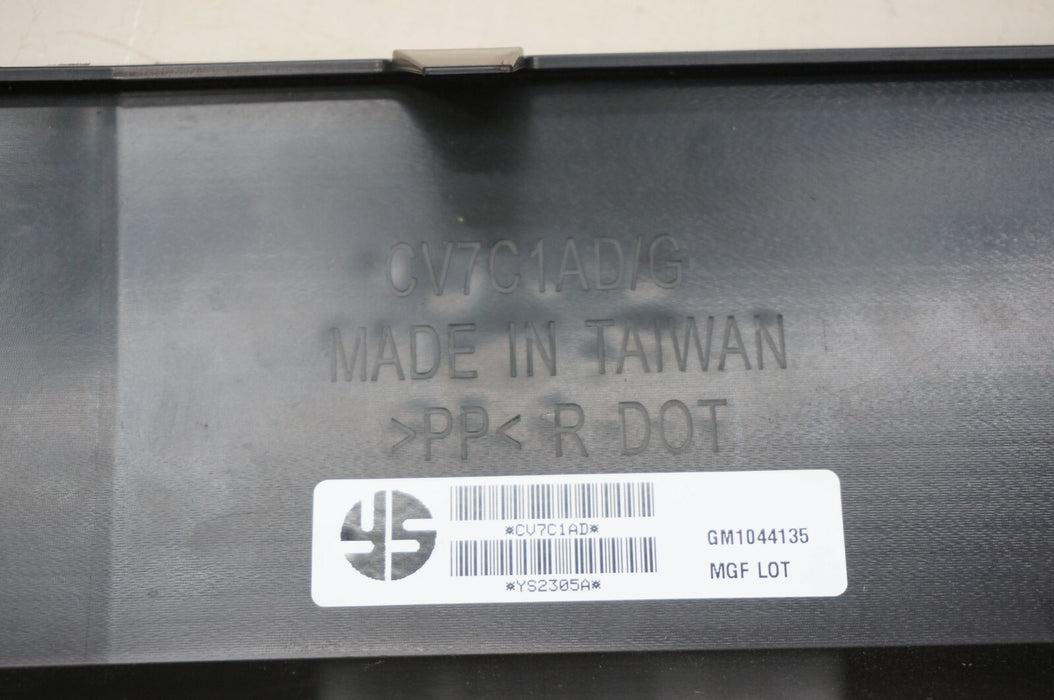 CV7C1AD/G
MADE IN TAIWAN
>PP< R DOT
YS
*CV7C1AD*
*YS2305A*
GM1044135
MGF LOT